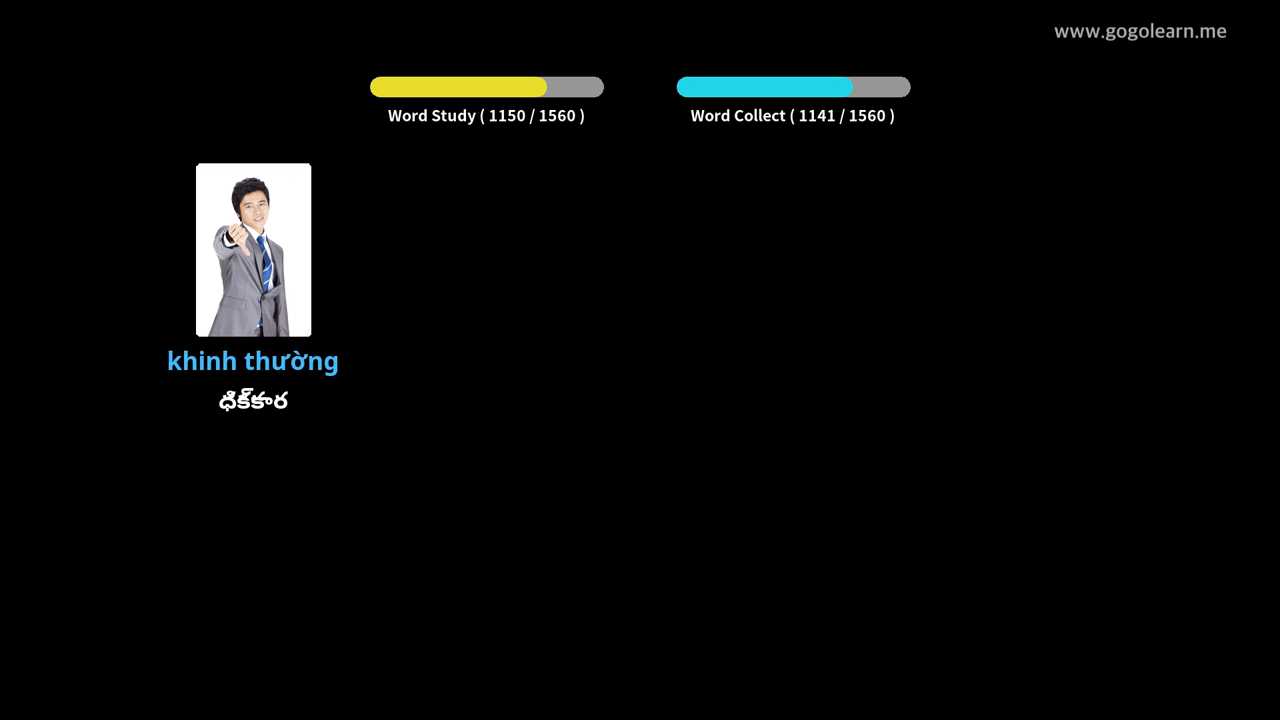 www.gogolearn.me
Word Study ( 1150 / 1560 )
Word Collect ( 1141 / 1560 )
khinh thường
ధిక్కార